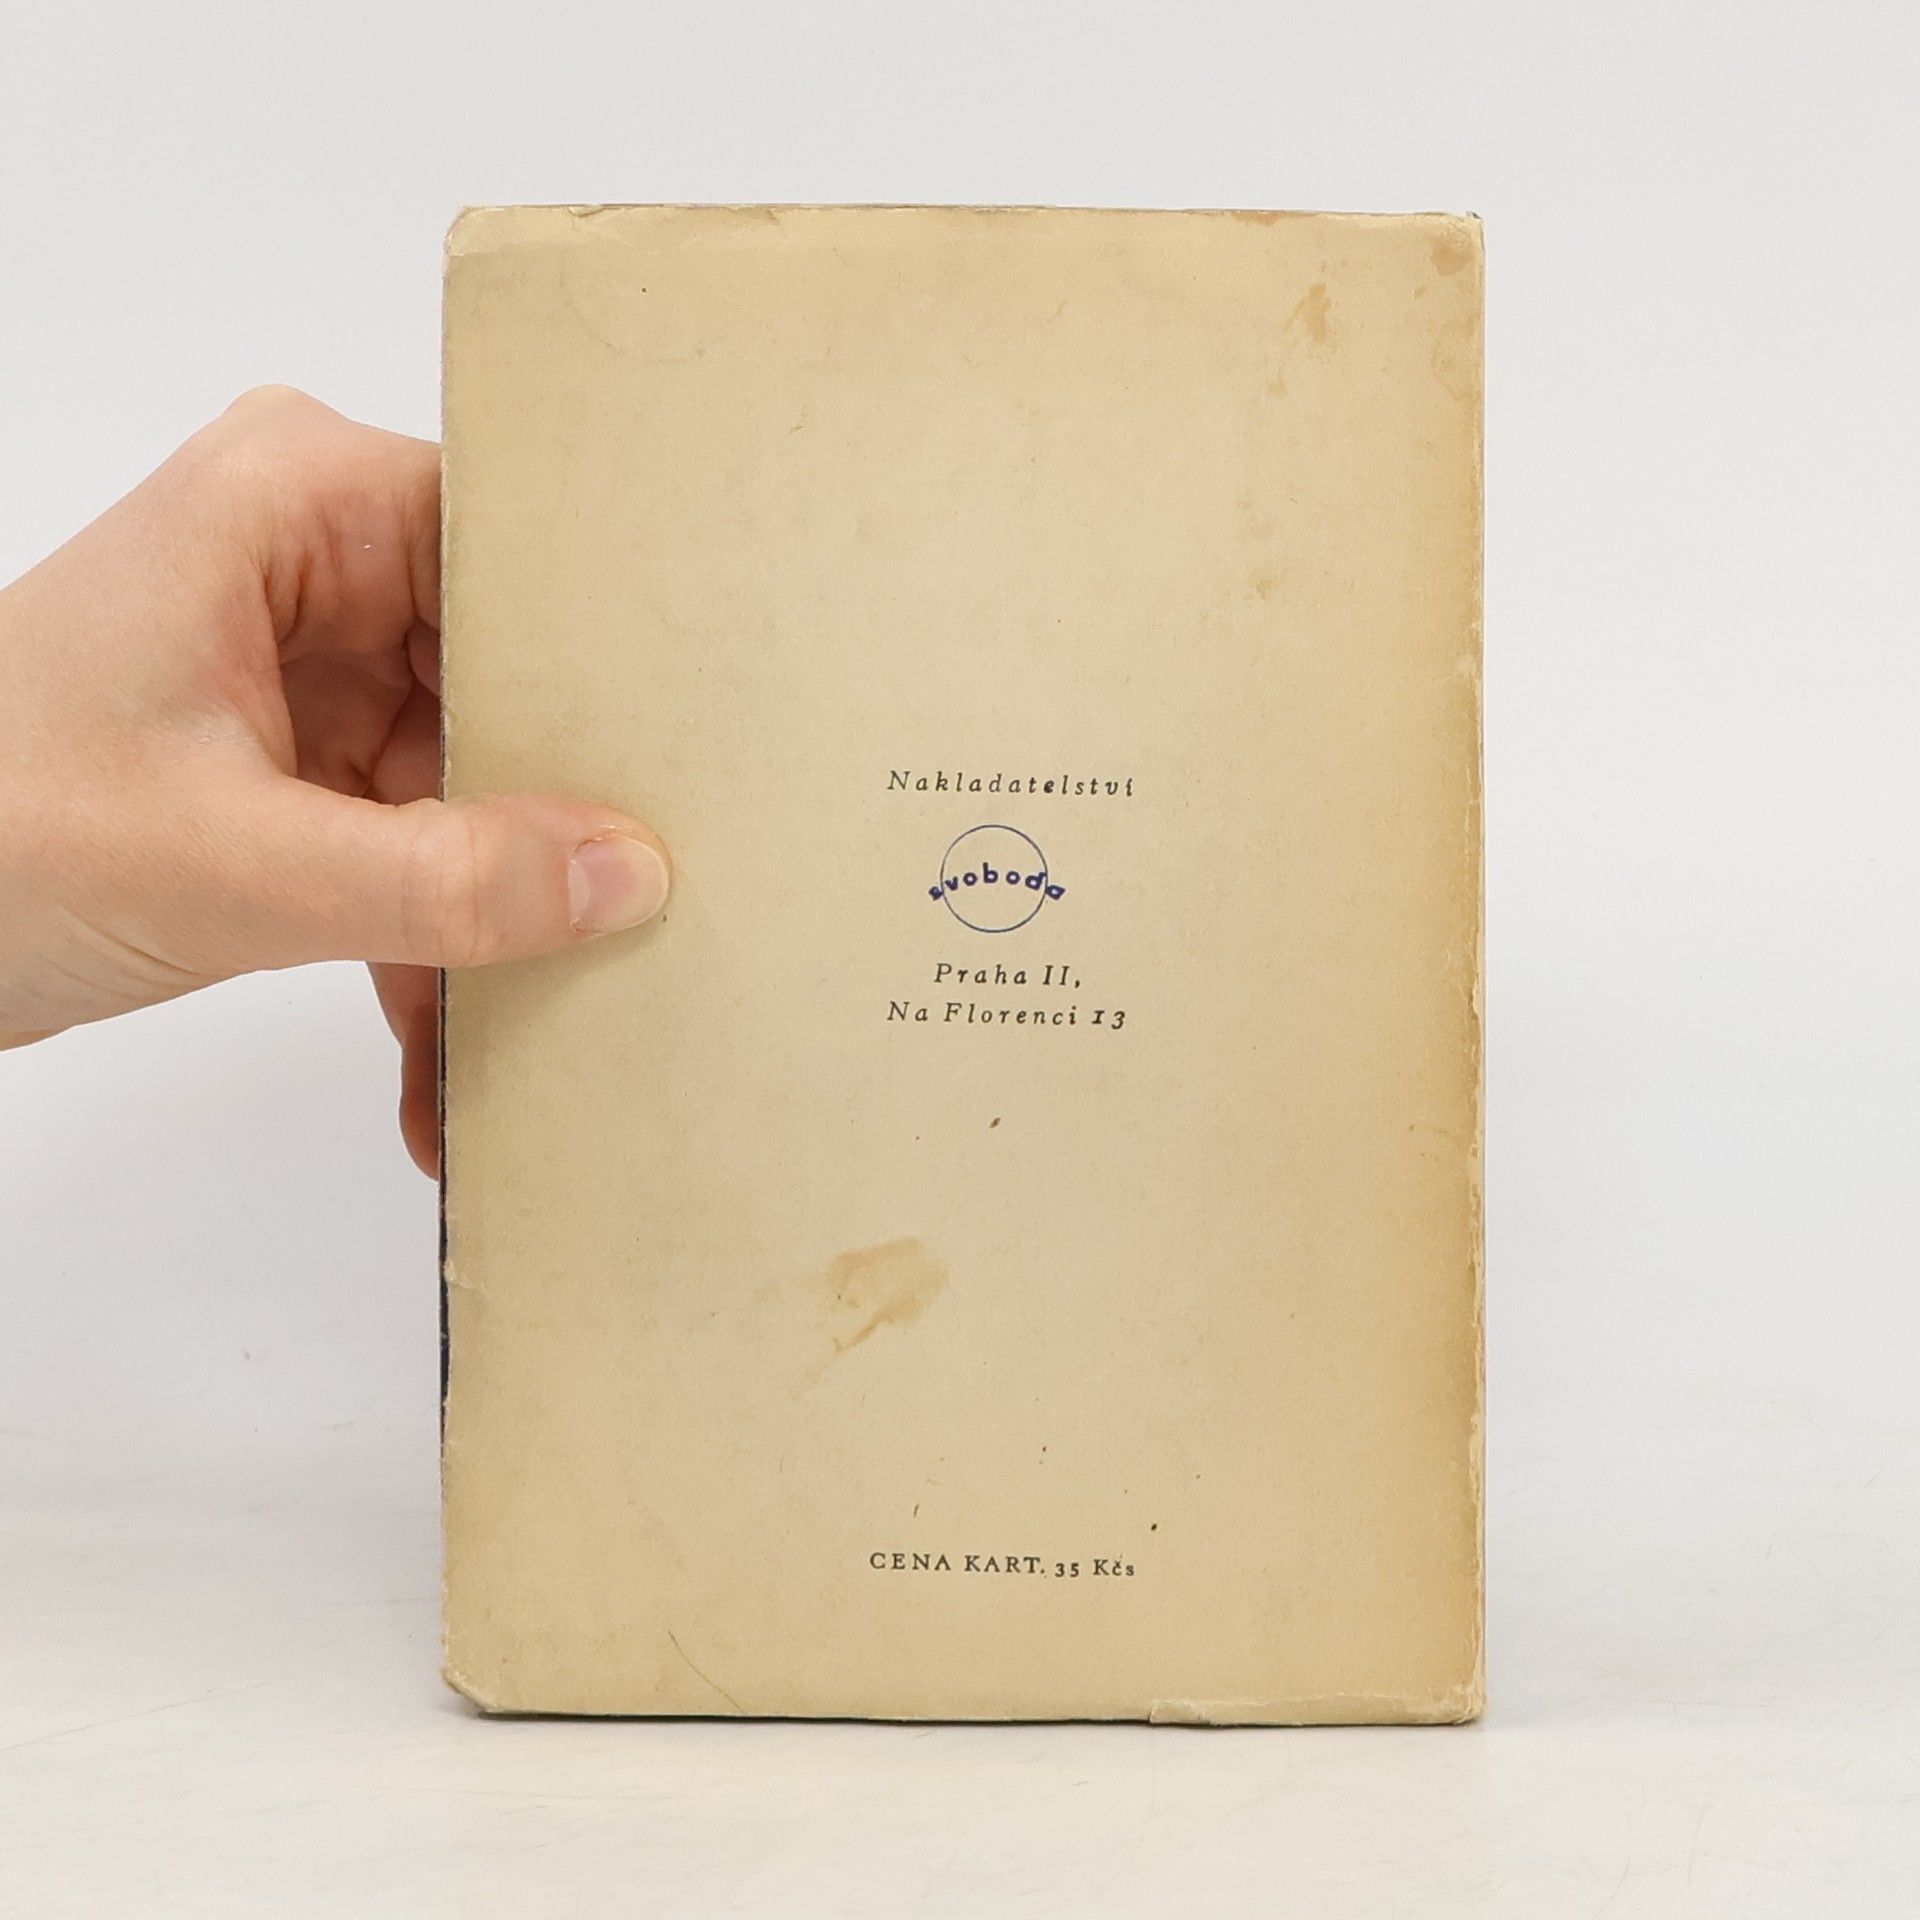 Nakladatelství
svoboda
Praha II,
Na Florenci 13
CENA KART. 35 Kčs